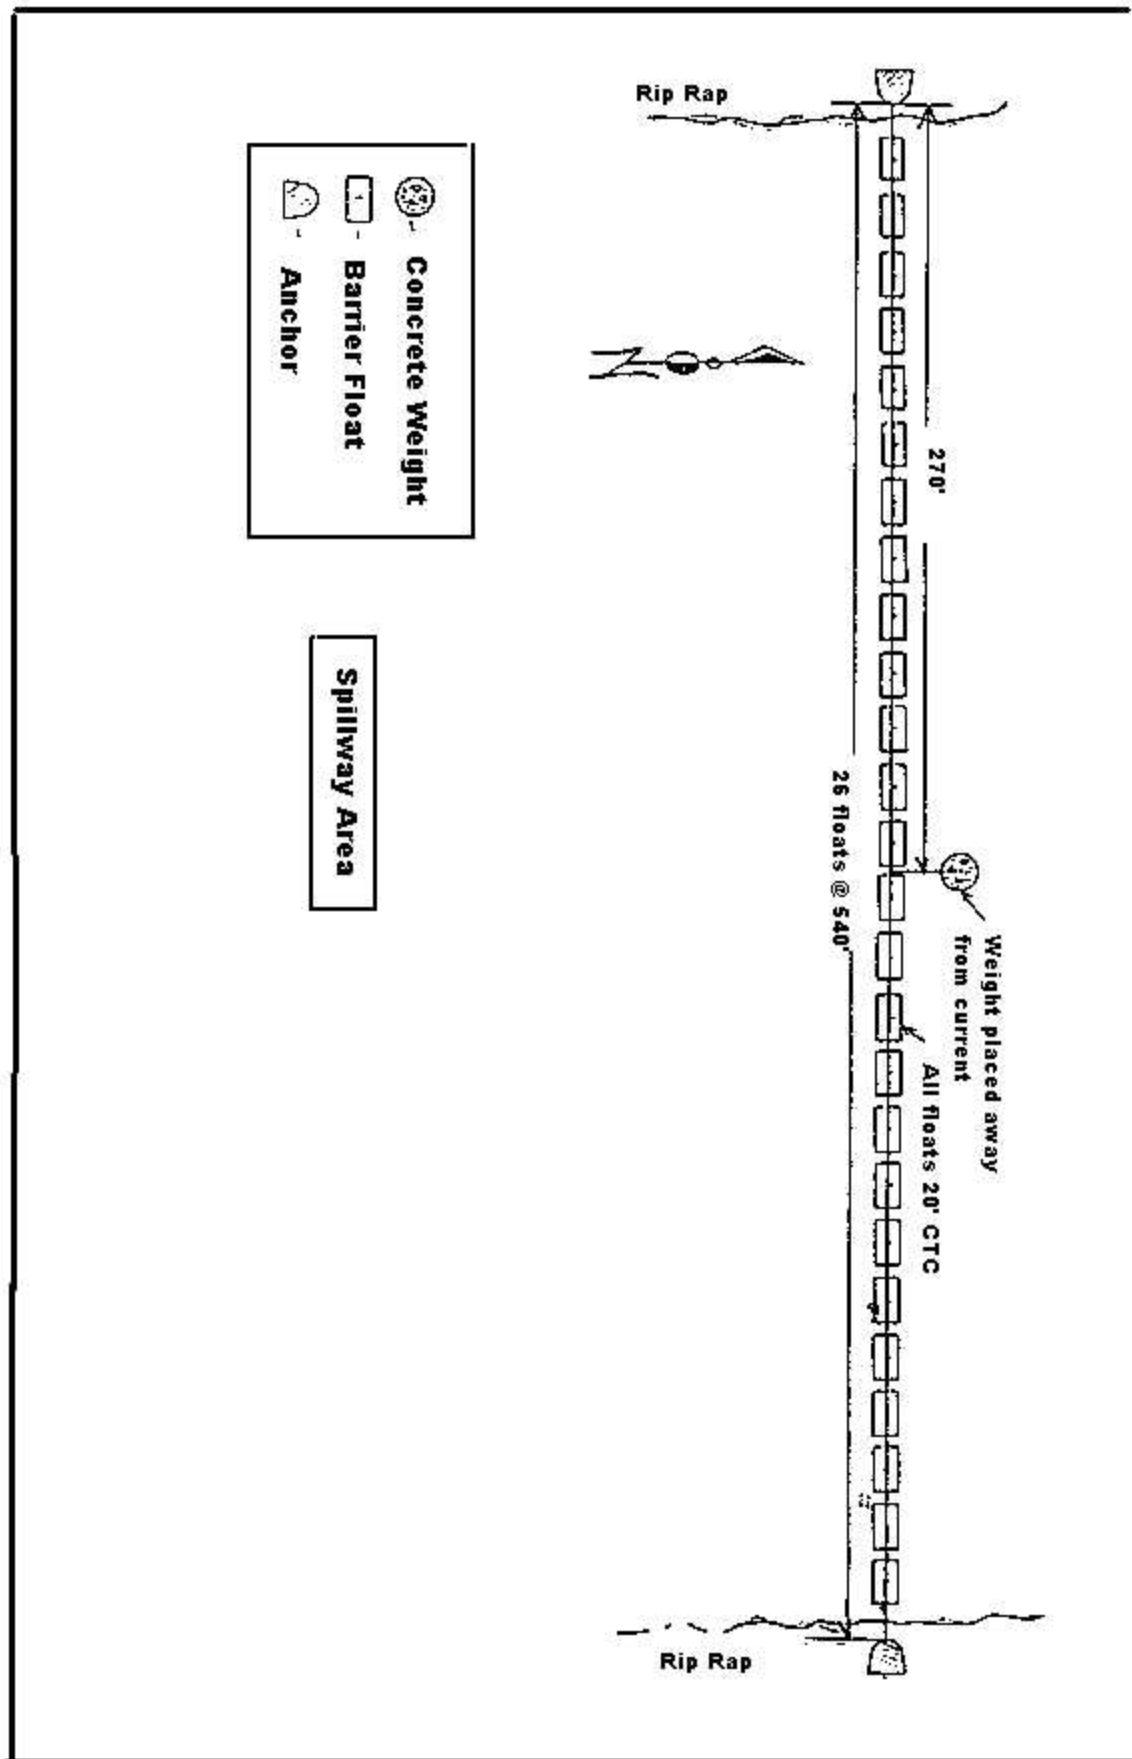 Rip Rap
270'
26 floats @ 540'
Weight placed away
from current
All floats 20' CTC
Concrete Weight
Barrier Float
Anchor
Spillway Area
N
Rip Rap